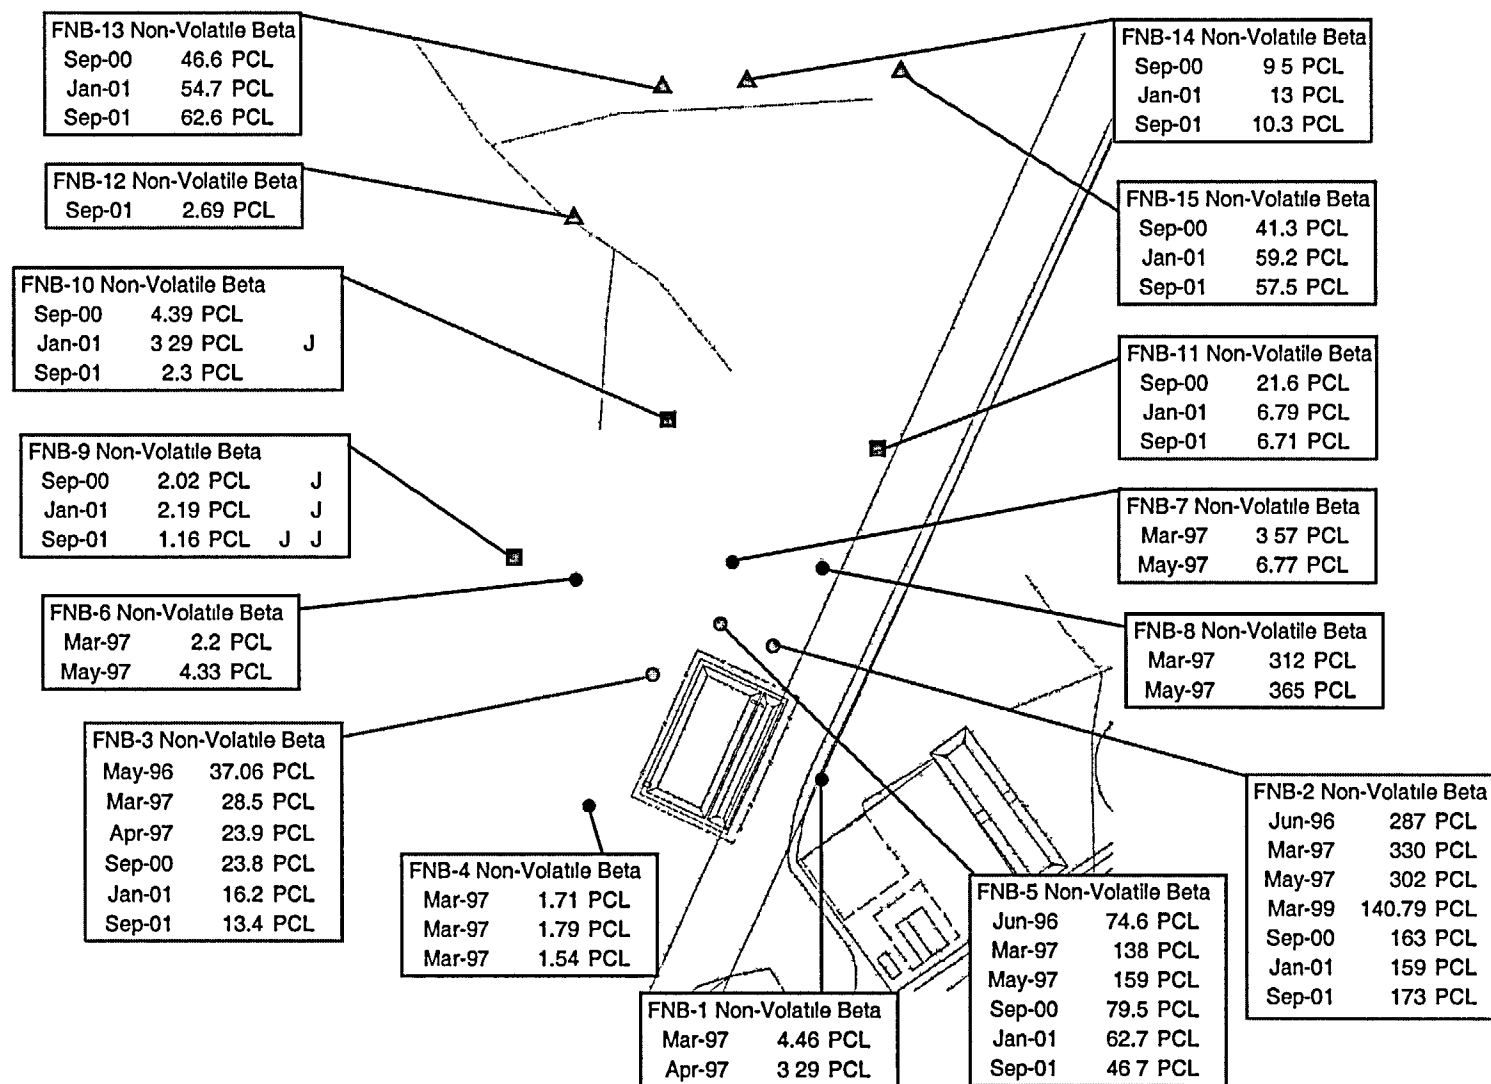 FNB-13 Non-Volatile Beta
Sep-00 46.6 PCL
Jan-01 54.7 PCL
Sep-01 62.6 PCL
FNB-14 Non-Volatile Beta
Sep-00 9 5 PCL
Jan-01 13 PCL
Sep-01 10.3 PCL
FNB-12 Non-Volatile Beta
Sep-01 2.69 PCL
FNB-15 Non-Volatile Beta
Sep-00 41.3 PCL
Jan-01 59.2 PCL
Sep-01 57.5 PCL
FNB-10 Non-Volatile Beta
Sep-00 4.39 PCL
Jan-01 3 29 PCL J
Sep-01 2.3 PCL
FNB-11 Non-Volatile Beta
Sep-00 21.6 PCL
Jan-01 6.79 PCL
Sep-01 6.71 PCL
FNB-9 Non-Volatile Beta
Sep-00 2.02 PCL J
Jan-01 2.19 PCL J
Sep-01 1.16 PCL J J
FNB-7 Non-Volatile Beta
Mar-97 3 57 PCL
May-97 6.77 PCL
FNB-6 Non-Volatile Beta
Mar-97 2.2 PCL
May-97 4.33 PCL
FNB-8 Non-Volatile Beta
Mar-97 312 PCL
May-97 365 PCL
FNB-3 Non-Volatile Beta
May-96 37.06 PCL
Mar-97 28.5 PCL
Apr-97 23.9 PCL
Sep-00 23.8 PCL
Jan-01 16.2 PCL
Sep-01 13.4 PCL
FNB-2 Non-Volatile Beta
Jun-96 287 PCL
Mar-97 330 PCL
May-97 302 PCL
Mar-99 140.79 PCL
Sep-00 163 PCL
Jan-01 159 PCL
Sep-01 173 PCL
FNB-4 Non-Volatile Beta
Mar-97 1.71 PCL
Mar-97 1.79 PCL
Mar-97 1.54 PCL
FNB-5 Non-Volatile Beta
Jun-96 74.6 PCL
Mar-97 138 PCL
May-97 159 PCL
Sep-00 79.5 PCL
Jan-01 62.7 PCL
Sep-01 46 7 PCL
FNB-1 Non-Volatile Beta
Mar-97 4.46 PCL
Apr-97 3 29 PCL